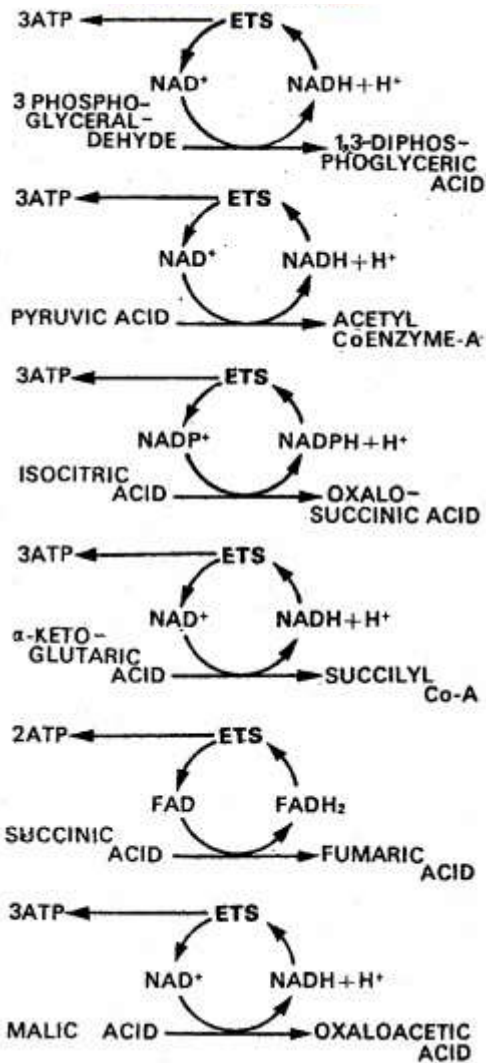 3ATP ETS
NAD⁺ NADH+H⁺
3 PHOSPHO-
GLYCERAL-
DEHYDE
1,3-DIPHOS-
PHOGLYCERIC
ACID
3ATP ETS
NAD⁺ NADH+H⁺
PYRUVIC ACID
ACETYL
CoENZYME-A
3ATP ETS
NADP⁺ NADPH+H⁺
ISOCITRIC
ACID
OXALO-
SUCCINIC ACID
3ATP ETS
NAD⁺ NADH+H⁺
α-KETO-
GLUTARIC
ACID
SUCCILYL
Co-A
2ATP ETS
FAD FADH₂
SUCCINIC
ACID
FUMARIC
ACID
3ATP ETS
NAD⁺ NADH+H⁺
MALIC ACID
OXALOACETIC
ACID